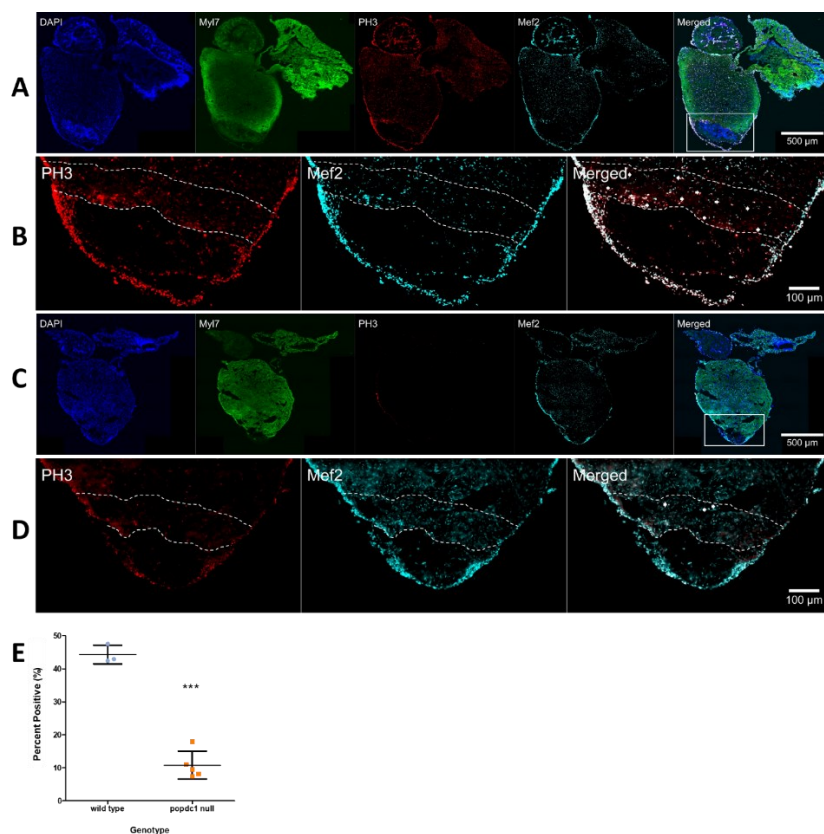 A
DAPI Myl7 PH3 Mef2 Merged
500 µm
B
PH3 Mef2 Merged
100 µm
C
DAPI Myl7 PH3 Mef2 Merged
500 µm
D
PH3 Mef2 Merged
100 µm
E
Percent Positive (%)
50
40
30
20
10
0
***
wild type popdc1 null
Genotype